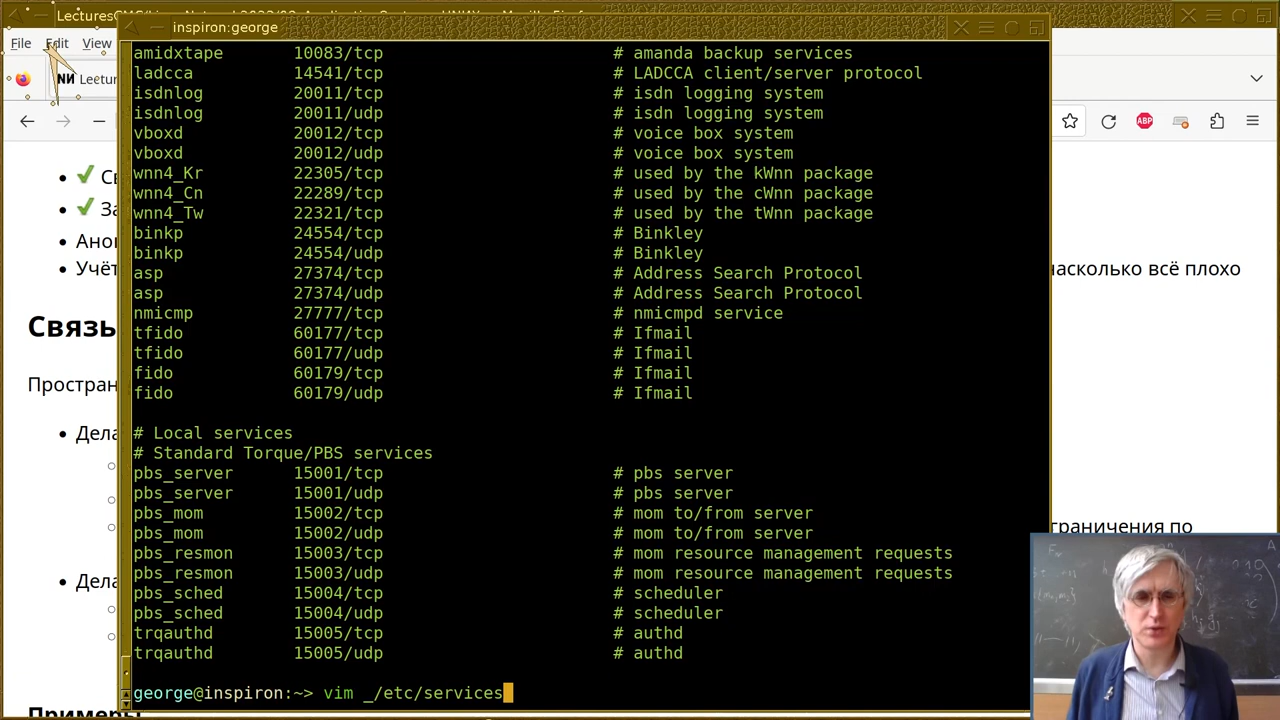 LecturesCMC/LinuxNetwork2023/08_ApplicationSystemUNIX — Mozilla Firefox
inspiron:george
File Edit View
Lectur
amidxtape 10083/tcp # amanda backup services
ladcca 14541/tcp # LADCCA client/server protocol
isdnlog 20011/tcp # isdn logging system
isdnlog 20011/udp # isdn logging system
vboxd 20012/tcp # voice box system
vboxd 20012/udp # voice box system
wnn4_Kr 22305/tcp # used by the kWnn package
wnn4_Cn 22289/tcp # used by the cWnn package
wnn4_Tw 22321/tcp # used by the tWnn package
binkp 24554/tcp # Binkley
binkp 24554/udp # Binkley
asp 27374/tcp # Address Search Protocol
asp 27374/udp # Address Search Protocol
nmicmp 27777/tcp # nmicmpd service
tfido 60177/tcp # Ifmail
tfido 60177/udp # Ifmail
fido 60179/tcp # Ifmail
fido 60179/udp # Ifmail
# Local services
# Standard Torque/PBS services
pbs_server 15001/tcp # pbs server
pbs_server 15001/udp # pbs server
pbs_mom 15002/tcp # mom to/from server
pbs_mom 15002/udp # mom to/from server
pbs_resmon 15003/tcp # mom resource management requests
pbs_resmon 15003/udp # mom resource management requests
pbs_sched 15004/tcp # scheduler
pbs_sched 15004/udp # scheduler
trqauthd 15005/tcp # authd
trqauthd 15005/udp # authd
george@inspiron:~> vim _/etc/services
ABP
Св
За
Анон
Учёт
насколько всё плохо
Связь
Простран
Дела
граничения по
Дела
Примеры